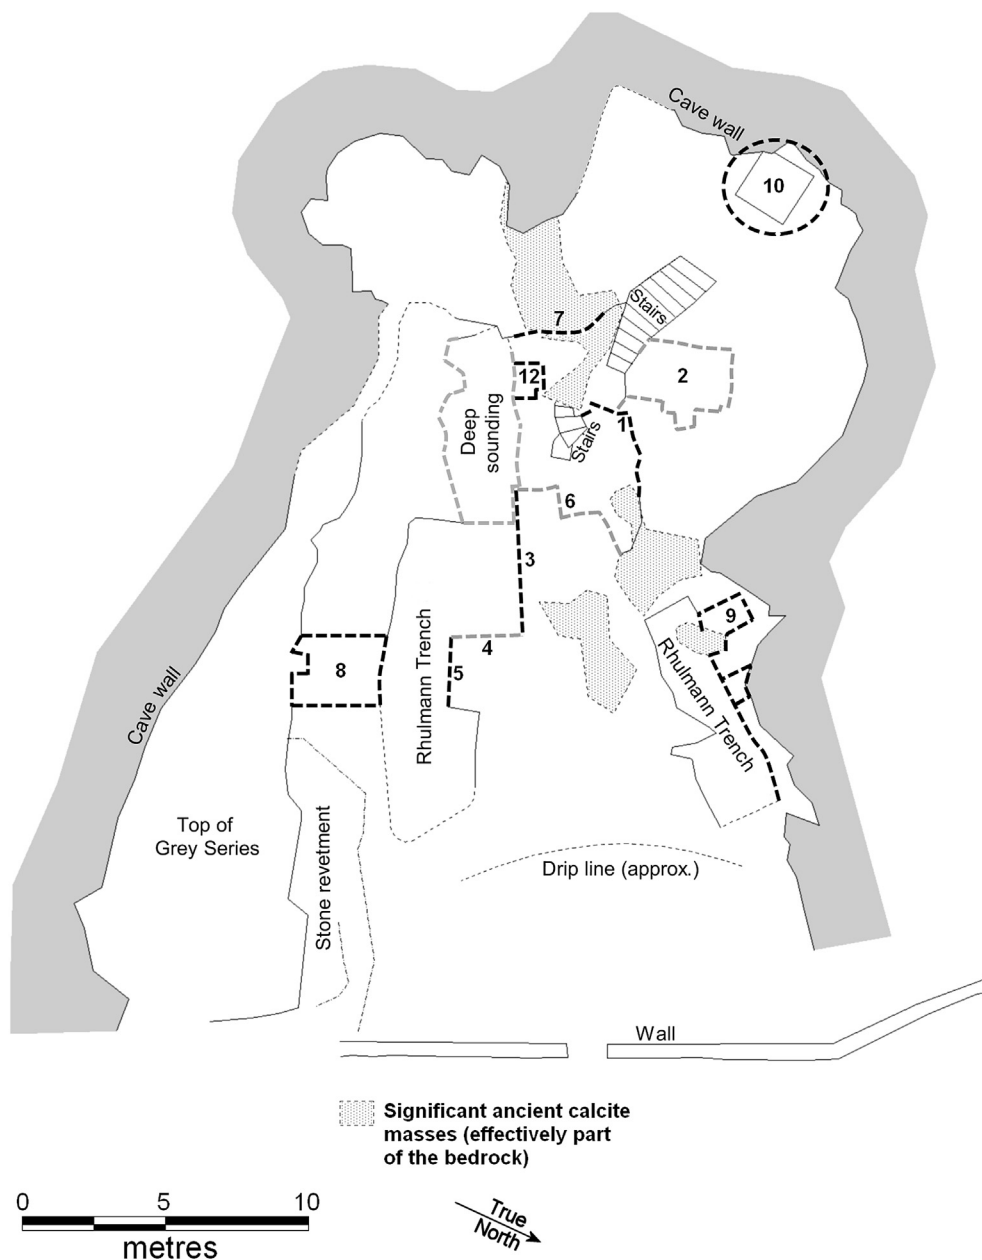 Cave wall
10
Stairs
7
2
12
Deep
sounding
1
Stairs
6
3
9
Rhulmann Trench
4
5
8
Rhulmann Trench
Cave wall
Top of
Grey Series
Stone revetment
Drip line (approx.)
Wall
Significant ancient calcite
masses (effectively part
of the bedrock)
0 5 10
metres
True
North